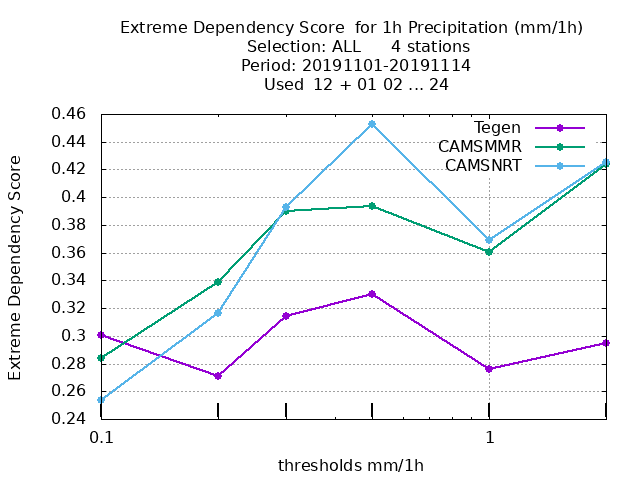 Extreme Dependency Score  for 1h Precipitation (mm/1h)
Selection: ALL      4 stations
Period: 20191101-20191114
Used  12 + 01 02 ... 24
0.46
0.44
0.42
0.4
0.38
0.36
0.34
0.32
0.3
0.28
0.26
0.24
Extreme Dependency Score
Tegen
CAMSMMR
CAMSNRT
0.1
1
thresholds mm/1h